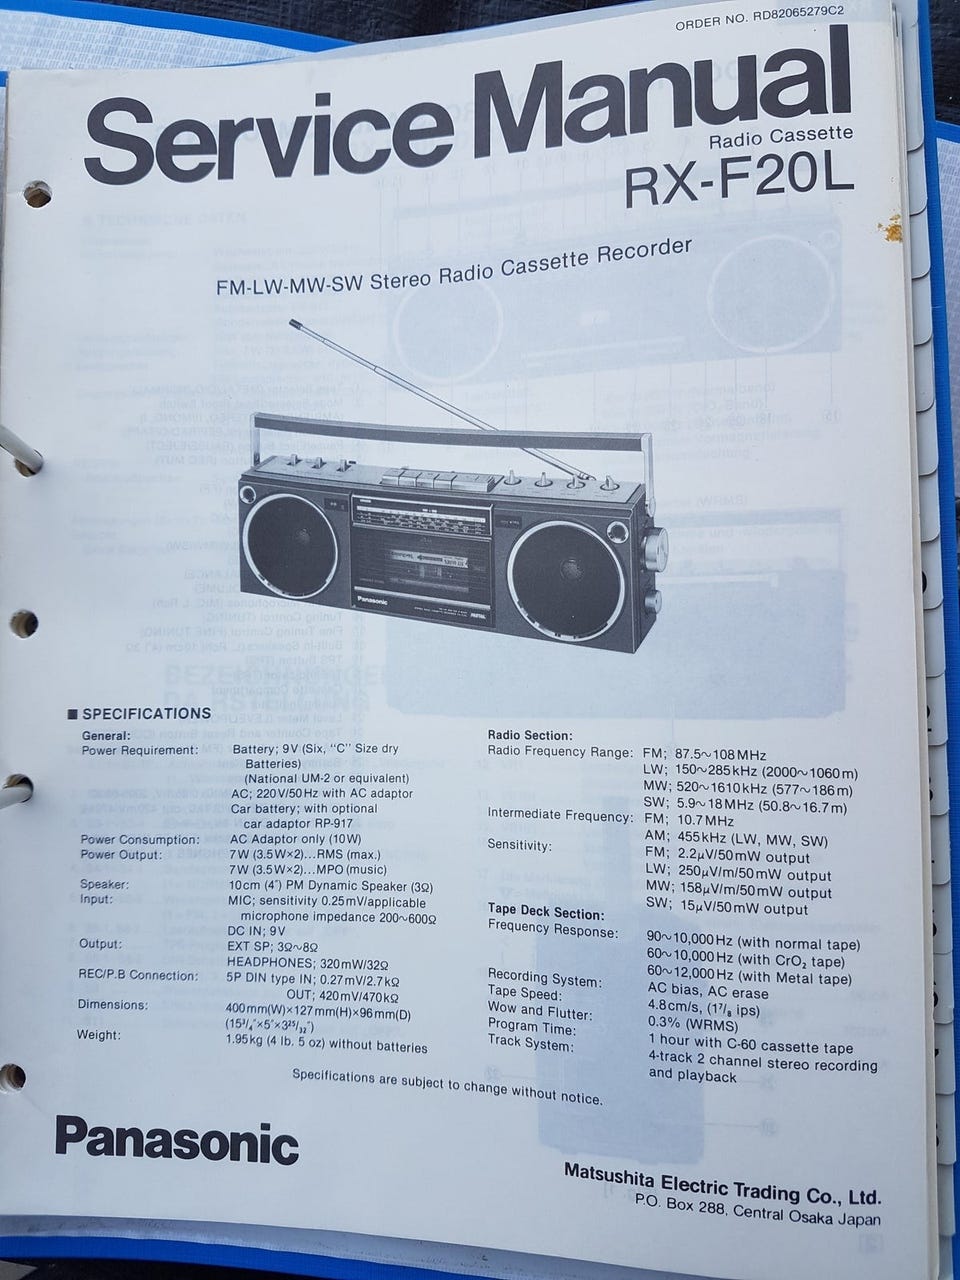 ORDER NO. RD82065279C2
Service Manual
Radio Cassette
RX-F20L
FM-LW-MW-SW Stereo Radio Cassette Recorder
Panasonic
■ SPECIFICATIONS
General:
Power Requirement: Battery; 9V (Six, “C” Size dry
Batteries)
(National UM-2 or equivalent)
AC; 220V/50Hz with AC adaptor
Car battery; with optional
car adaptor RP-917
Power Consumption: AC Adaptor only (10W)
Power Output: 7W (3.5W×2)...RMS (max.)
7W (3.5W×2)...MPO (music)
Speaker: 10cm (4″) PM Dynamic Speaker (3Ω)
Input: MIC; sensitivity 0.25mV/applicable
microphone impedance 200~600Ω
DC IN; 9V
Output: EXT SP; 3Ω~8Ω
HEADPHONES; 320mW/32Ω
REC/P.B Connection: 5P DIN type IN; 0.27mV/2.7kΩ
OUT; 420mV/470kΩ
Dimensions: 400mm(W)×127mm(H)×96mm(D)
(15³/₄″×5″×3²⁵/₃₂″)
Weight: 1.95kg (4 lb. 5 oz) without batteries
Radio Section:
Radio Frequency Range: FM; 87.5~108MHz
LW; 150~285kHz (2000~1060m)
MW; 520~1610kHz (577~186m)
SW; 5.9~18MHz (50.8~16.7m)
Intermediate Frequency: FM; 10.7MHz
AM; 455kHz (LW, MW, SW)
Sensitivity: FM; 2.2μV/50mW output
LW; 250μV/m/50mW output
MW; 158μV/m/50mW output
SW; 15μV/50mW output
Tape Deck Section:
Frequency Response: 90~10,000Hz (with normal tape)
60~10,000Hz (with CrO₂ tape)
60~12,000Hz (with Metal tape)
Recording System: AC bias, AC erase
Tape Speed: 4.8cm/s, (1⁷/₈ ips)
Wow and Flutter: 0.3% (WRMS)
Program Time: 1 hour with C-60 cassette tape
Track System: 4-track 2 channel stereo recording
and playback
Specifications are subject to change without notice.
Panasonic
Matsushita Electric Trading Co., Ltd.
P.O. Box 288, Central Osaka Japan